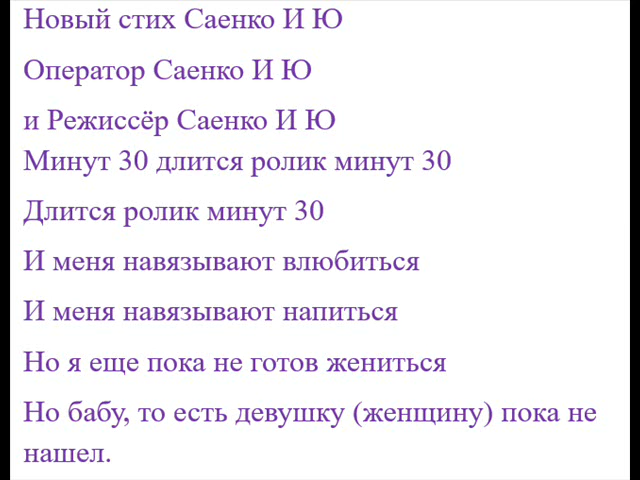 Новый стих Саенко И Ю
Оператор Саенко И Ю
и Режиссёр Саенко И Ю
Минут 30 длится ролик минут 30
Длится ролик минут 30
И меня навязывают влюбиться
И меня навязывают напиться
Но я еще пока не готов жениться
Но бабу, то есть девушку (женщину) пока не
нашел.